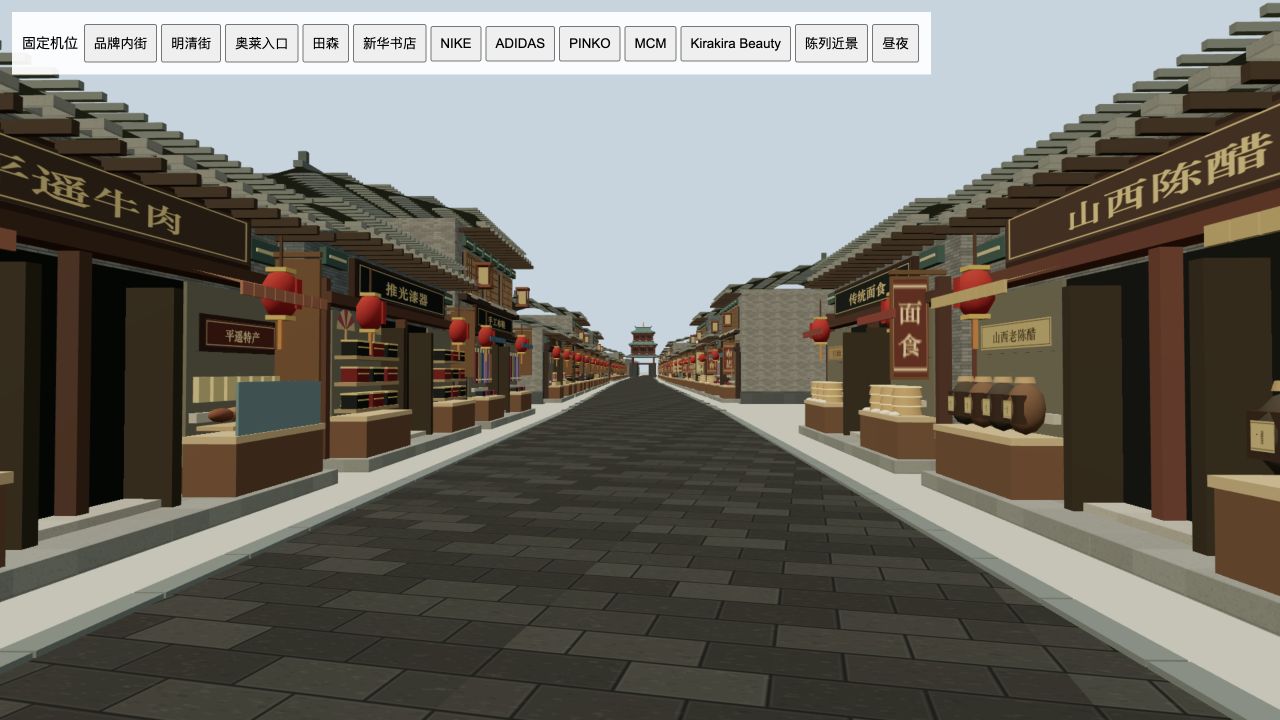 固定机位 品牌内街 明清街 奥莱入口 田森 新华书店 NIKE ADIDAS PINKO MCM Kirakira Beauty 陈列近景 昼夜
平遥牛肉
山西陈醋
推光漆器
传统面食
面食
平遥特产
山西老陈醋